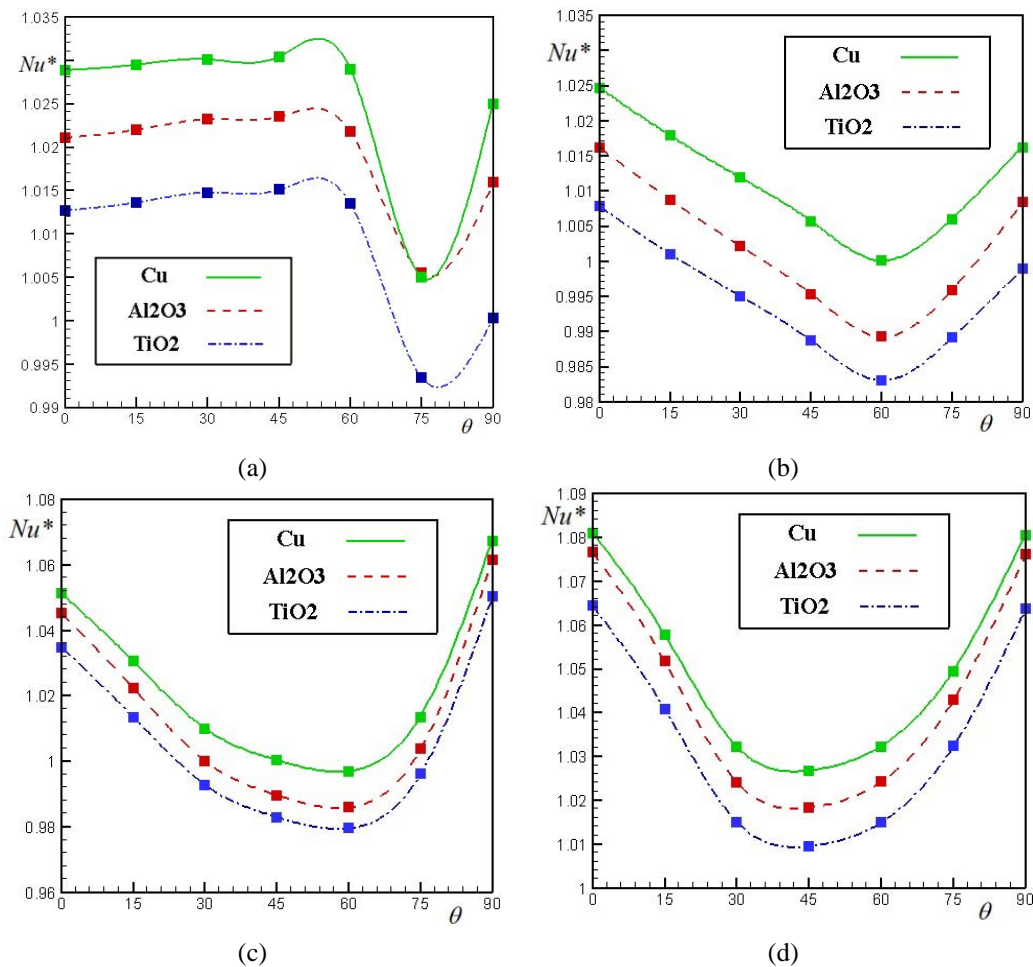 1.035
Nu*
1.03
1.025
1.02
1.015
1.01
1.005
1
0.995
0.99
0 15 30 45 60 75 90
θ
Cu
Al2O3
TiO2
(a)
1.035
Nu*
1.03
1.025
1.02
1.015
1.01
1.005
1
0.995
0.99
0.985
0.98
0 15 30 45 60 75 90
θ
Cu
Al2O3
TiO2
(b)
1.08
Nu*
1.06
1.04
1.02
1
0.98
0.96
0 15 30 45 60 75 90
θ
Cu
Al2O3
TiO2
(c)
1.09
Nu*
1.08
1.07
1.06
1.05
1.04
1.03
1.02
1.01
1
0 15 30 45 60 75 90
θ
Cu
Al2O3
TiO2
(d)